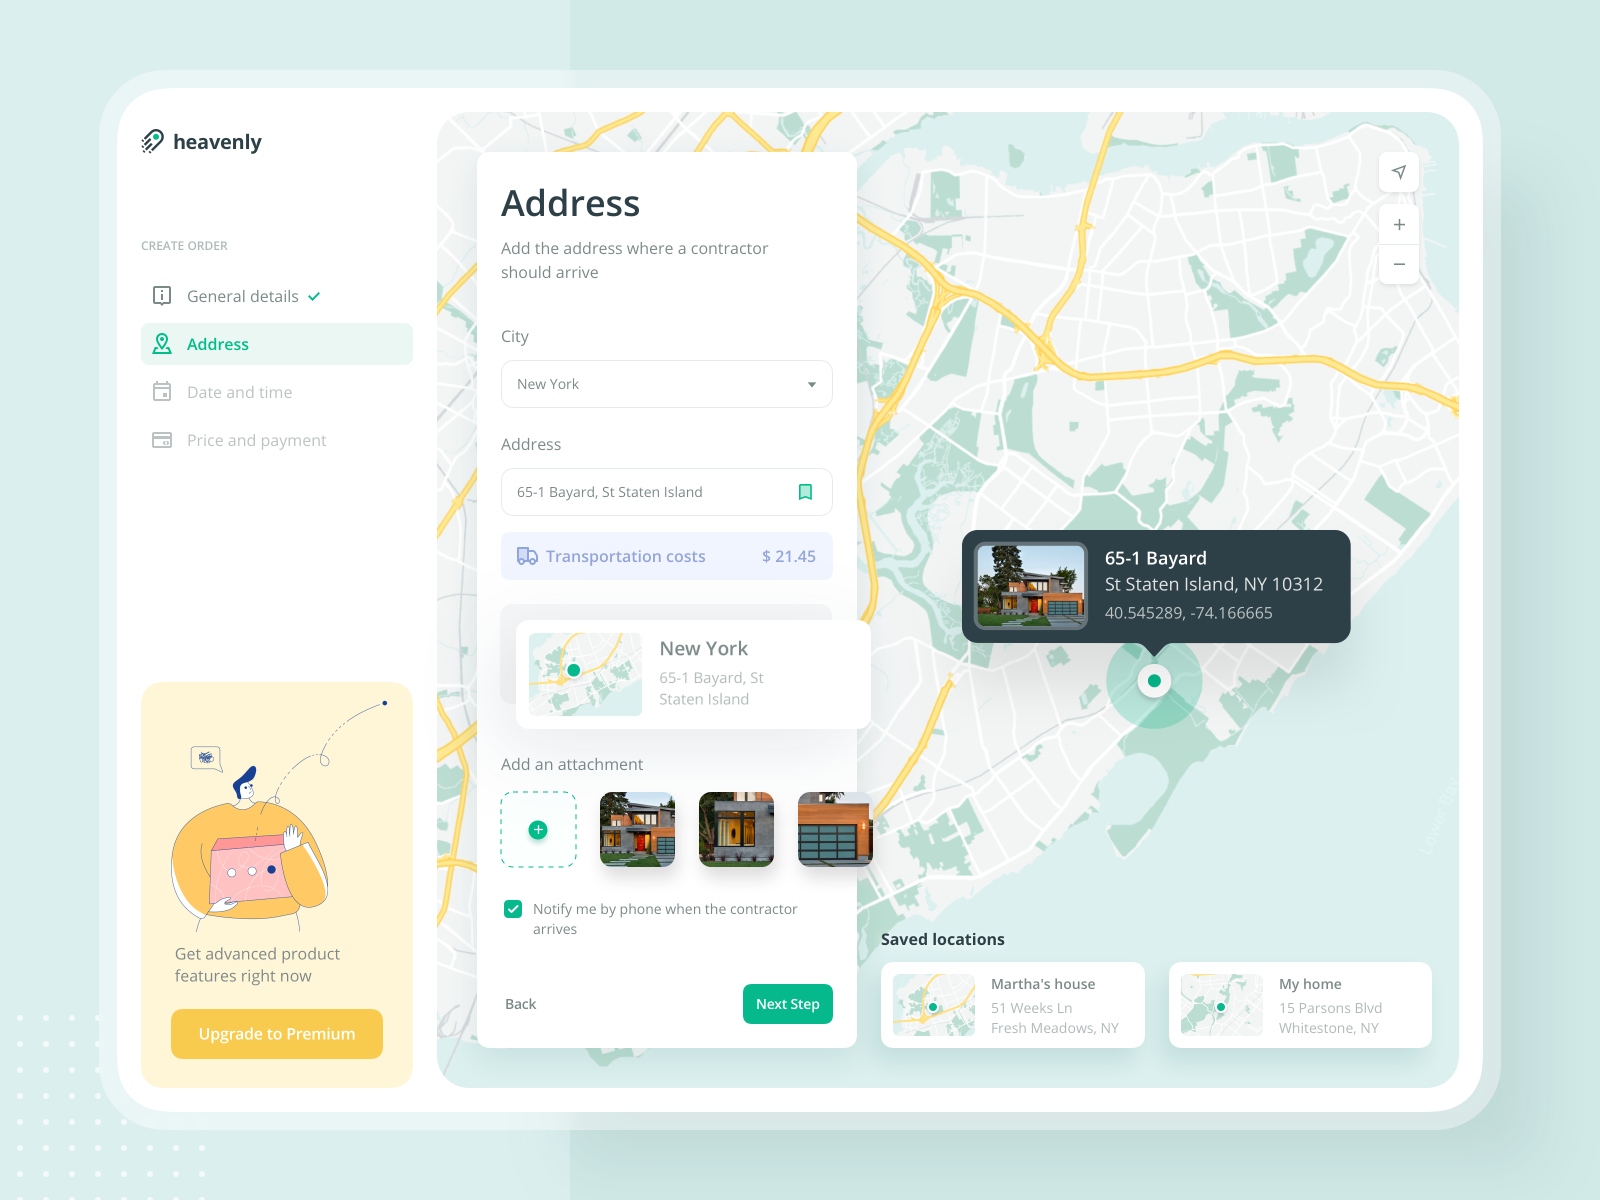 heavenly
CREATE ORDER
General details
Address
Date and time
Price and payment
Get advanced product
features right now
Upgrade to Premium
Address
Add the address where a contractor
should arrive
City
New York
Address
65-1 Bayard, St Staten Island
Transportation costs $ 21.45
New York
65-1 Bayard, St
Staten Island
Add an attachment
Notify me by phone when the contractor
arrives
Back
Next Step
65-1 Bayard
St Staten Island, NY 10312
40.545289, -74.166665
Saved locations
Martha's house
51 Weeks Ln
Fresh Meadows, NY
My home
15 Parsons Blvd
Whitestone, NY